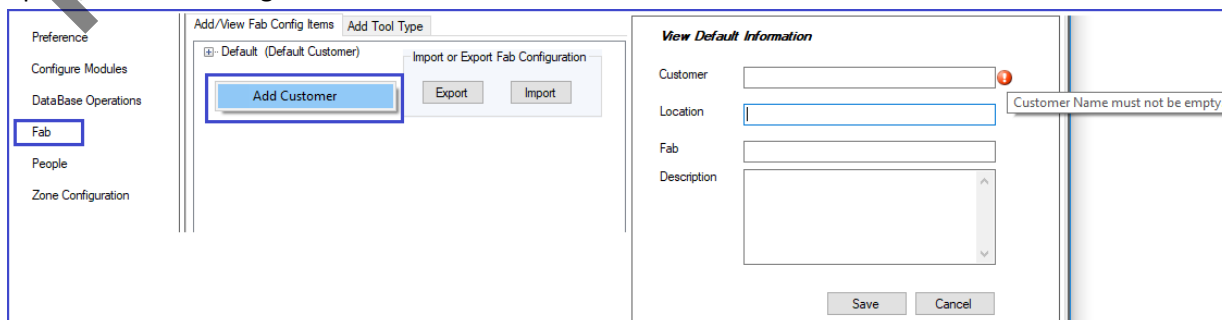 Preference
Configure Modules
DataBase Operations
Fab
People
Zone Configuration
Add/View Fab Config Items
Add Tool Type
Default (Default Customer)
Add Customer
Import or Export Fab Configuration
Export
Import
View Default Information
Customer
Customer Name must not be empty
Location
Fab
Description
Save
Cancel